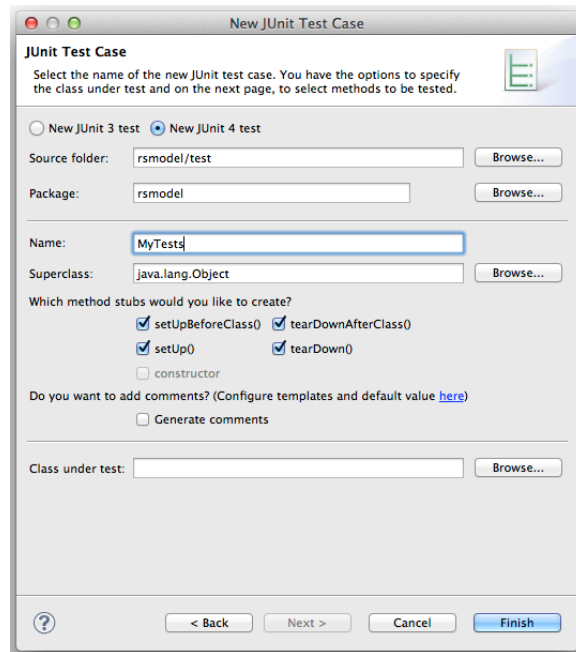 New JUnit Test Case
JUnit Test Case
Select the name of the new JUnit test case. You have the options to specify
the class under test and on the next page, to select methods to be tested.
New JUnit 3 test New JUnit 4 test
Source folder: rsmodel/test Browse...
Package: rsmodel Browse...
Name: MyTests
Superclass: java.lang.Object Browse...
Which method stubs would you like to create?
setUpBeforeClass() tearDownAfterClass()
setUp() tearDown()
constructor
Do you want to add comments? (Configure templates and default value here)
Generate comments
Class under test: Browse...
? < Back Next > Cancel Finish